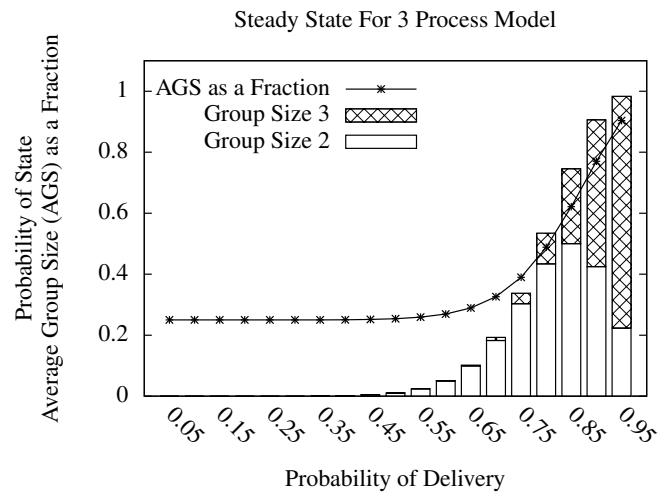 Steady State For 3 Process Model
Probability of State
Average Group Size (AGS) as a Fraction
1
0.8
0.6
0.4
0.2
0
AGS as a Fraction
Group Size 3
Group Size 2
0.05
0.15
0.25
0.35
0.45
0.55
0.65
0.75
0.85
0.95
Probability of Delivery